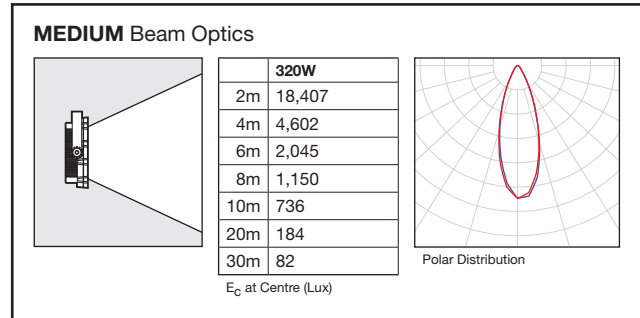 MEDIUM Beam Optics
320W
2m 18,407
4m 4,602
6m 2,045
8m 1,150
10m 736
20m 184
30m 82
EC at Centre (Lux)
Polar Distribution